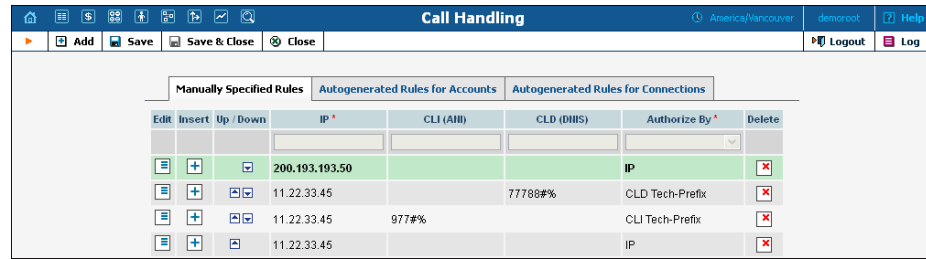 Call Handling America/Vancouver demoroot Help
Add Save Save & Close Close Logout Log
Manually Specified Rules Autogenerated Rules for Accounts Autogenerated Rules for Connections
Edit Insert Up / Down IP * CLI (ANI) CLD (DNIS) Authorize By * Delete
200.193.193.50 IP
11.22.33.45 77788#% CLD Tech-Prefix
11.22.33.45 977#% CLI Tech-Prefix
11.22.33.45 IP